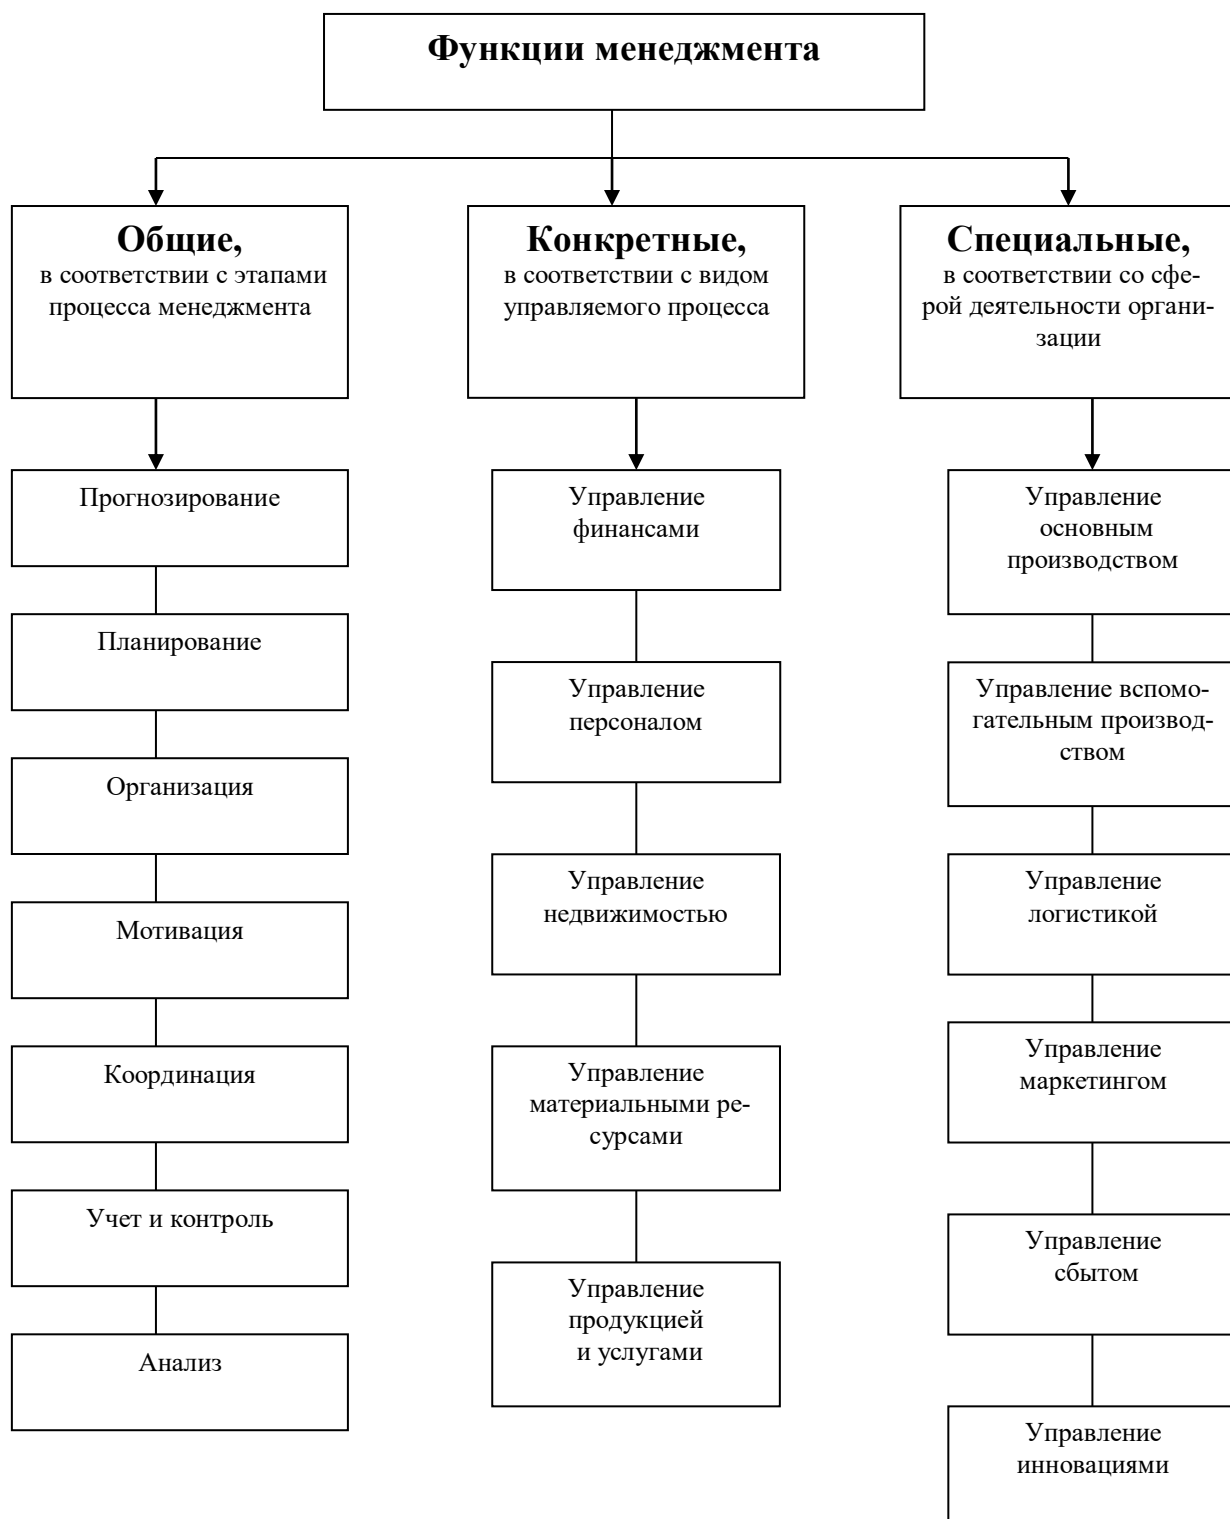 Функции менеджмента
Общие,
в соответствии с этапами
процесса менеджмента
Прогнозирование
Планирование
Организация
Мотивация
Координация
Учет и контроль
Анализ
Конкретные,
в соответствии с видом
управляемого процесса
Управление
финансами
Управление
персоналом
Управление
недвижимостью
Управление
материальными ре-
сурсами
Управление
продукцией
и услугами
Специальные,
в соответствии со сфе-
рой деятельности органи-
зации
Управление
основным
производством
Управление вспомо-
гательным производ-
ством
Управление
логистикой
Управление
маркетингом
Управление
сбытом
Управление
инновациями